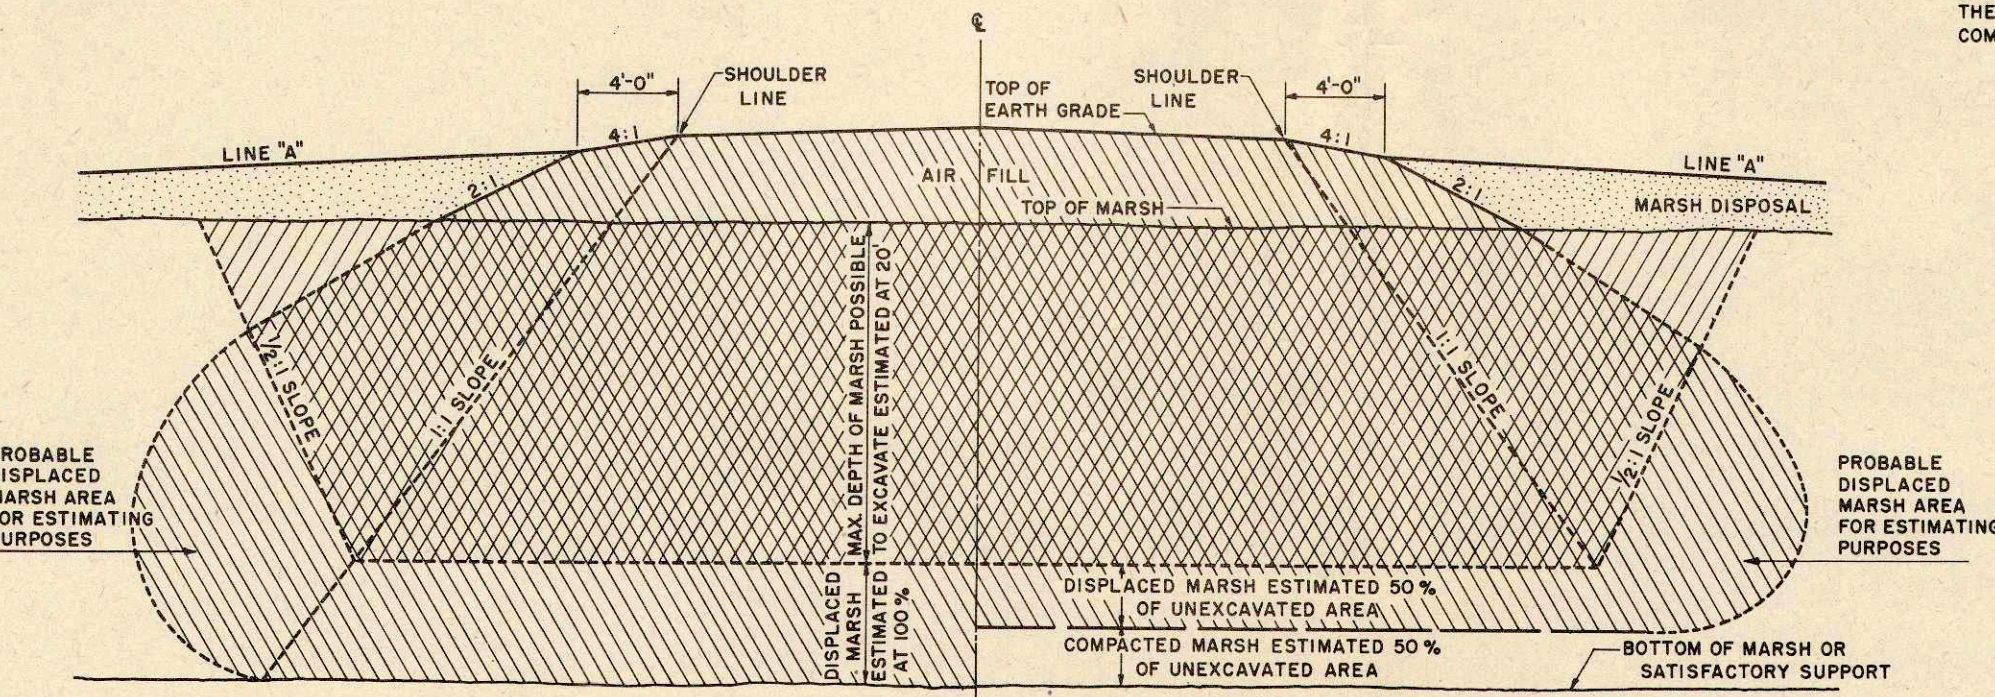 THE
COM
℄
4'-0"
SHOULDER
LINE
TOP OF
EARTH GRADE
SHOULDER
LINE
4'-0"
LINE "A"
4:1
4:1
LINE "A"
2:1
AIR FILL
2:1
TOP OF MARSH
MARSH DISPOSAL
MAX. DEPTH OF MARSH POSSIBLE
TO EXCAVATE ESTIMATED AT 20'
1/2:1 SLOPE
1:1 SLOPE
1:1 SLOPE
1/2:1 SLOPE
ROBABLE
ISPLACED
MARSH AREA
OR ESTIMATING
URPOSES
PROBABLE
DISPLACED
MARSH AREA
FOR ESTIMATING
PURPOSES
DISPLACED
MARSH
ESTIMATED
AT 100%
DISPLACED MARSH ESTIMATED 50%
OF UNEXCAVATED AREA
COMPACTED MARSH ESTIMATED 50%
OF UNEXCAVATED AREA
BOTTOM OF MARSH OR
SATISFACTORY SUPPORT